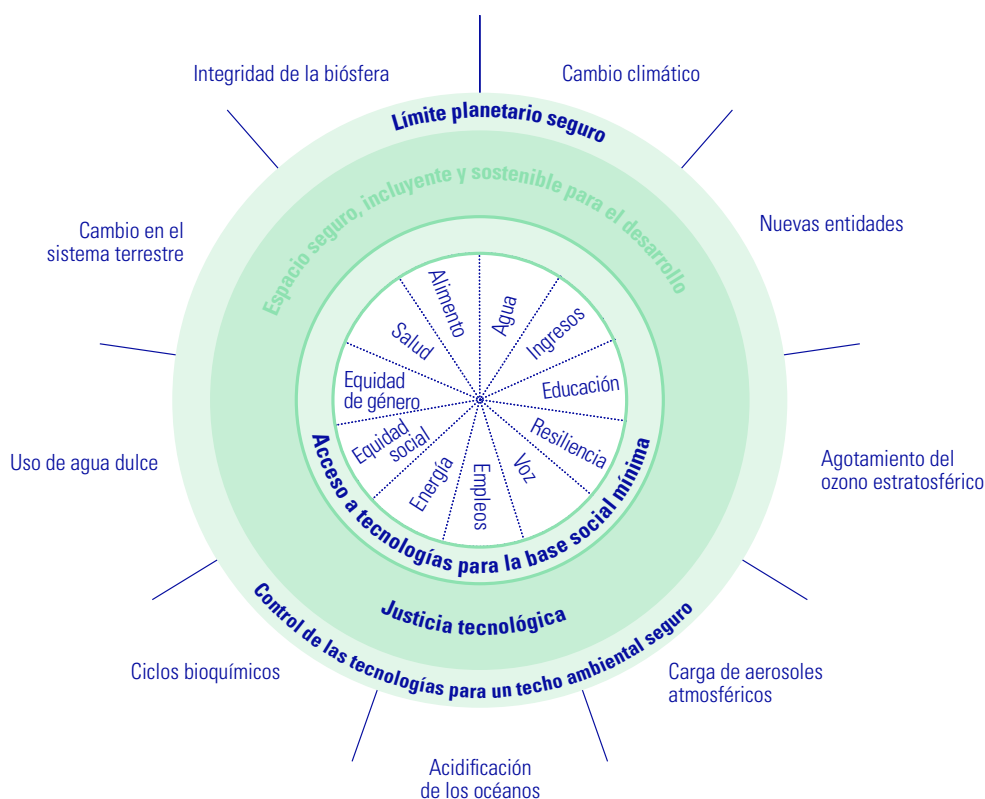 Integridad de la biósfera
Cambio climático
Límite planetario seguro
Espacio seguro, incluyente y sostenible para el desarrollo
Nuevas entidades
Cambio en el
sistema terrestre
Alimento
Agua
Ingresos
Salud
Educación
Equidad
de género
Resiliencia
Equidad
social
Voz
Energía
Empleos
Acceso a tecnologías para la base social mínima
Uso de agua dulce
Agotamiento del
ozono estratosférico
Justicia tecnológica
Control de las tecnologías para un techo ambiental seguro
Ciclos bioquímicos
Carga de aerosoles
atmosféricos
Acidificación
de los océanos